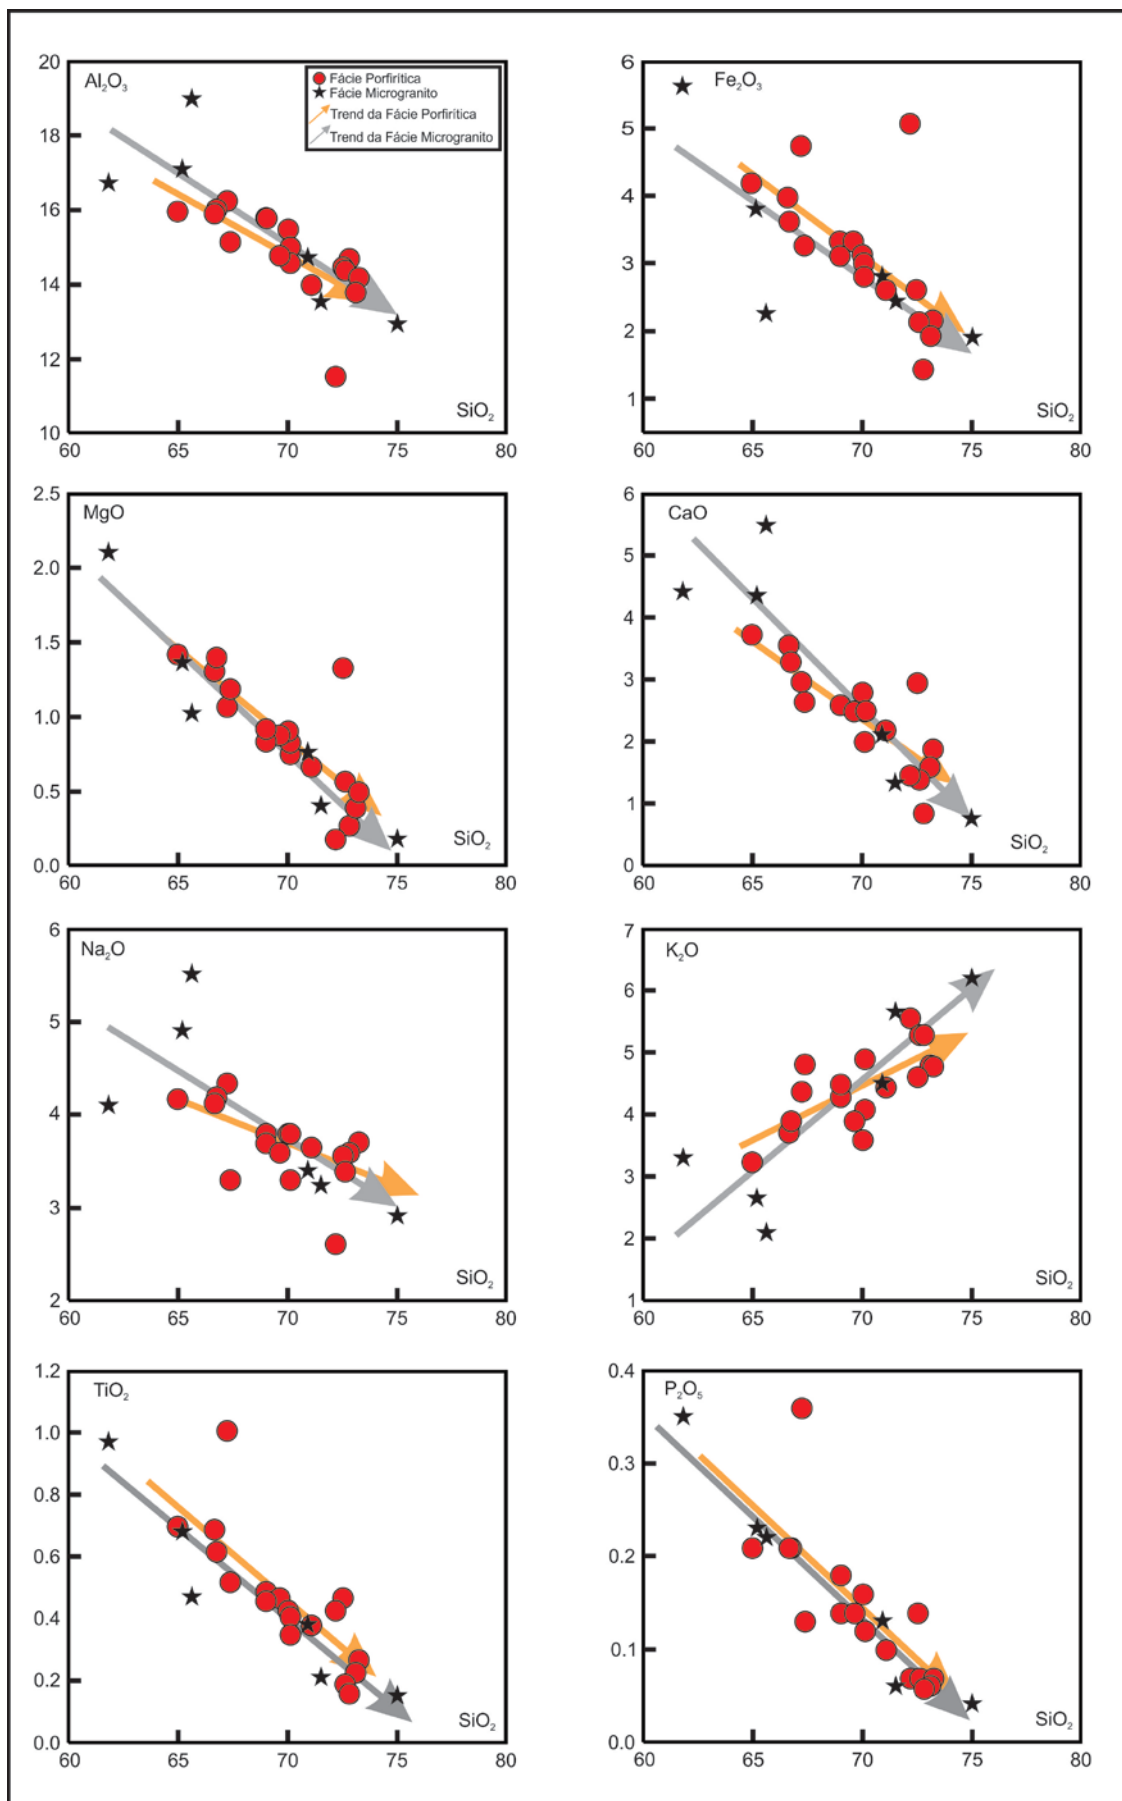 Al₂O₃
Fácie Porfirítica
Fácie Microgranito
Trend da Fácie Porfirítica
Trend da Fácie Microgranito
20
18
16
14
12
10
SiO₂
60 65 70 75 80
Fe₂O₃
6
5
4
3
2
1
SiO₂
60 65 70 75 80
MgO
2.5
2.0
1.5
1.0
0.5
0.0
SiO₂
60 65 70 75 80
CaO
6
5
4
3
2
1
0
SiO₂
60 65 70 75 80
Na₂O
6
5
4
3
2
SiO₂
60 65 70 75 80
K₂O
7
6
5
4
3
2
1
SiO₂
60 65 70 75 80
TiO₂
1.2
1.0
0.8
0.6
0.4
0.2
0.0
SiO₂
60 65 70 75 80
P₂O₅
0.4
0.3
0.2
0.1
0.0
SiO₂
60 65 70 75 80